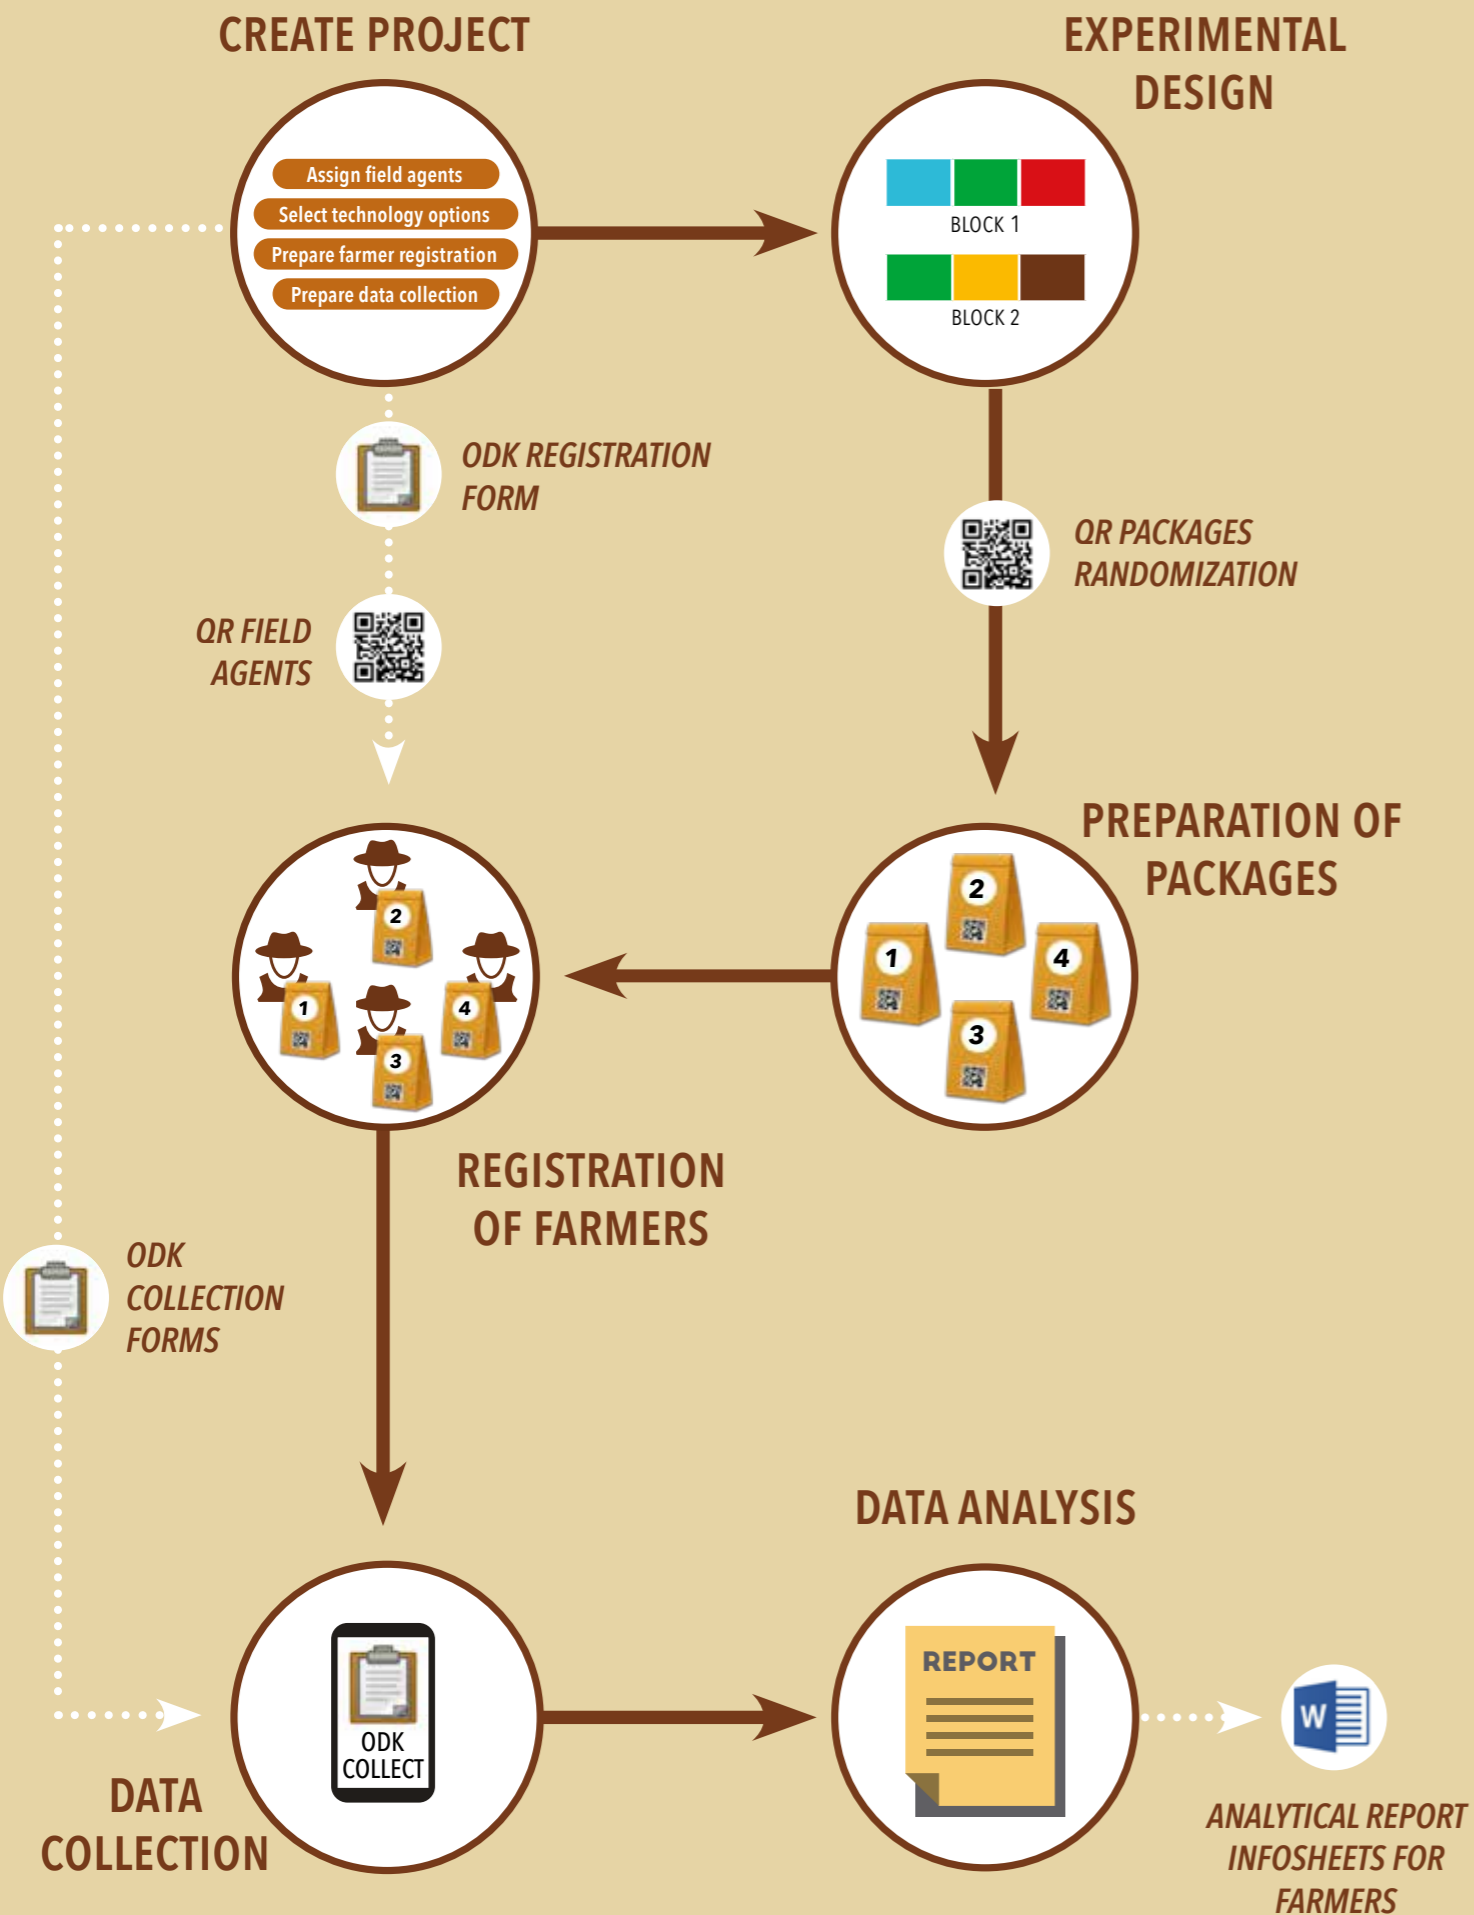 CREATE PROJECT
Assign field agents
Select technology options
Prepare farmer registration
Prepare data collection
EXPERIMENTAL
DESIGN
BLOCK 1
BLOCK 2
ODK REGISTRATION
FORM
QR FIELD
AGENTS
QR PACKAGES
RANDOMIZATION
PREPARATION OF
PACKAGES
2
1
4
3
2
1
4
3
REGISTRATION
OF FARMERS
ODK
COLLECTION
FORMS
DATA
COLLECTION
ODK
COLLECT
DATA ANALYSIS
REPORT
W
ANALYTICAL REPORT
INFOSHEETS FOR
FARMERS